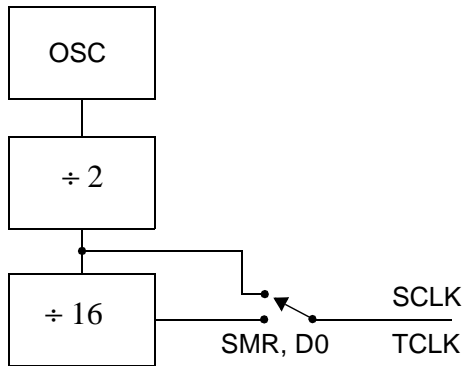 OSC
÷ 2
÷ 16
SCLK
SMR, D0
TCLK